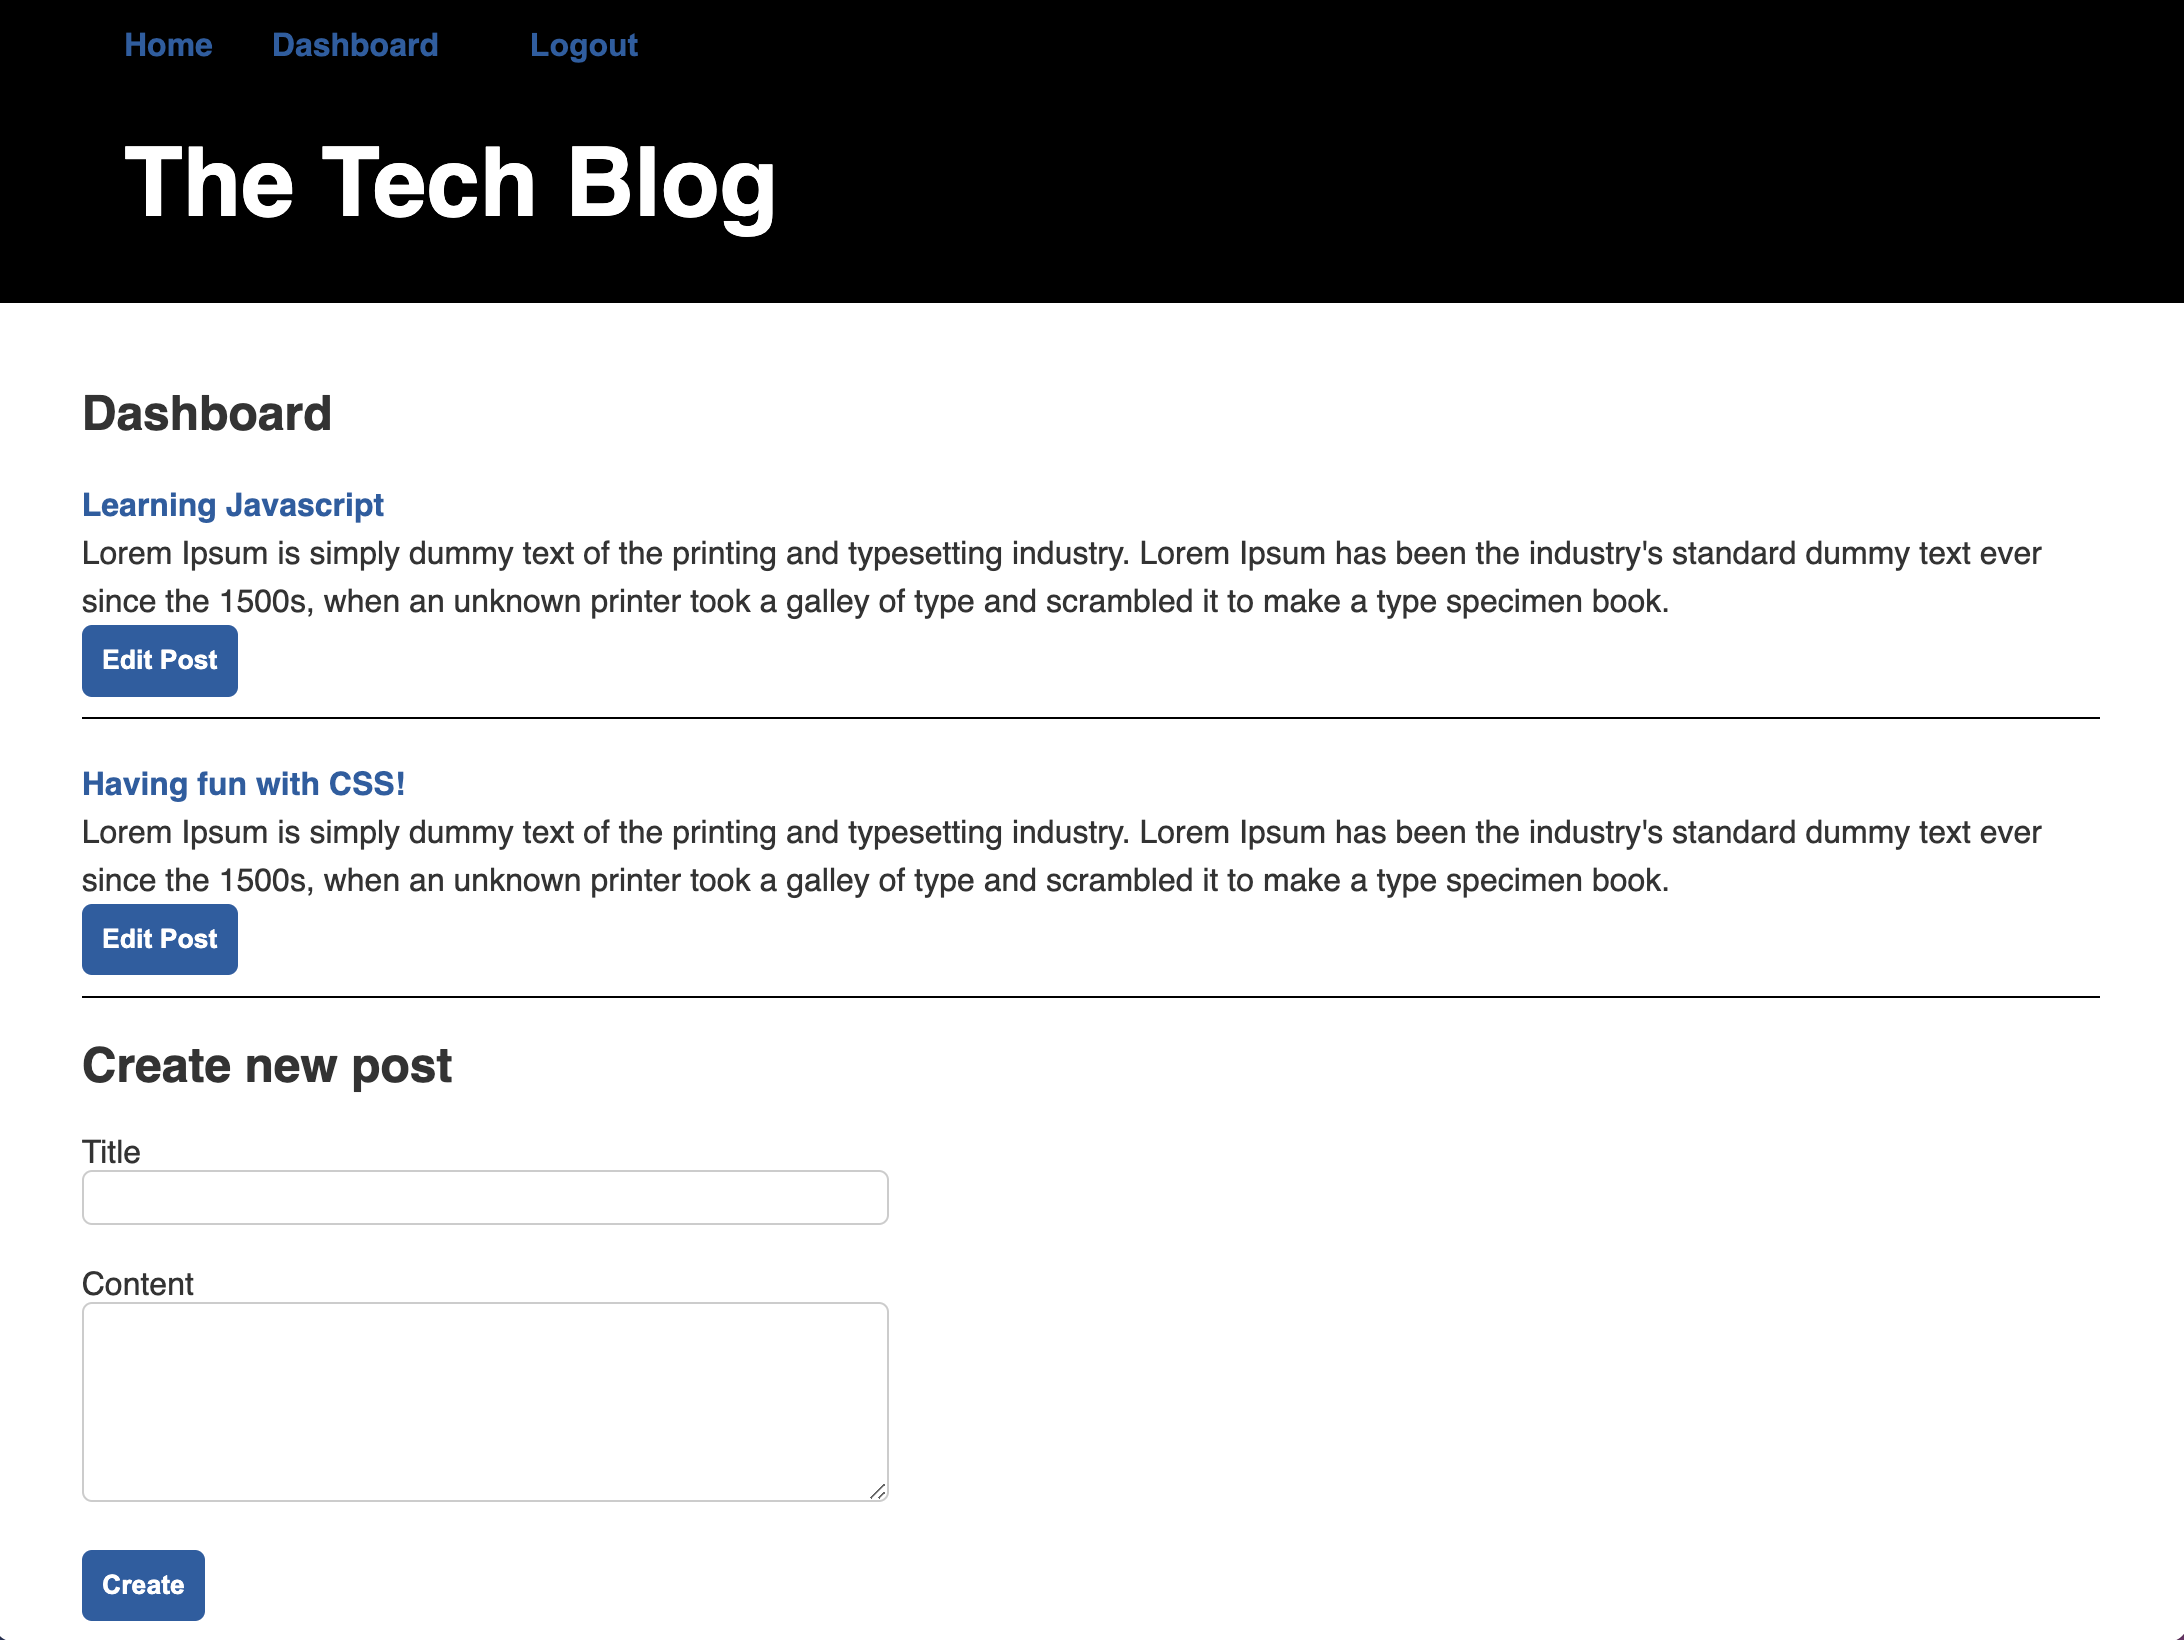 Home Dashboard Logout
The Tech Blog
Dashboard
Learning Javascript
Lorem Ipsum is simply dummy text of the printing and typesetting industry. Lorem Ipsum has been the industry's standard dummy text ever
since the 1500s, when an unknown printer took a galley of type and scrambled it to make a type specimen book.
Edit Post
Having fun with CSS!
Lorem Ipsum is simply dummy text of the printing and typesetting industry. Lorem Ipsum has been the industry's standard dummy text ever
since the 1500s, when an unknown printer took a galley of type and scrambled it to make a type specimen book.
Edit Post
Create new post
Title
Content
Create